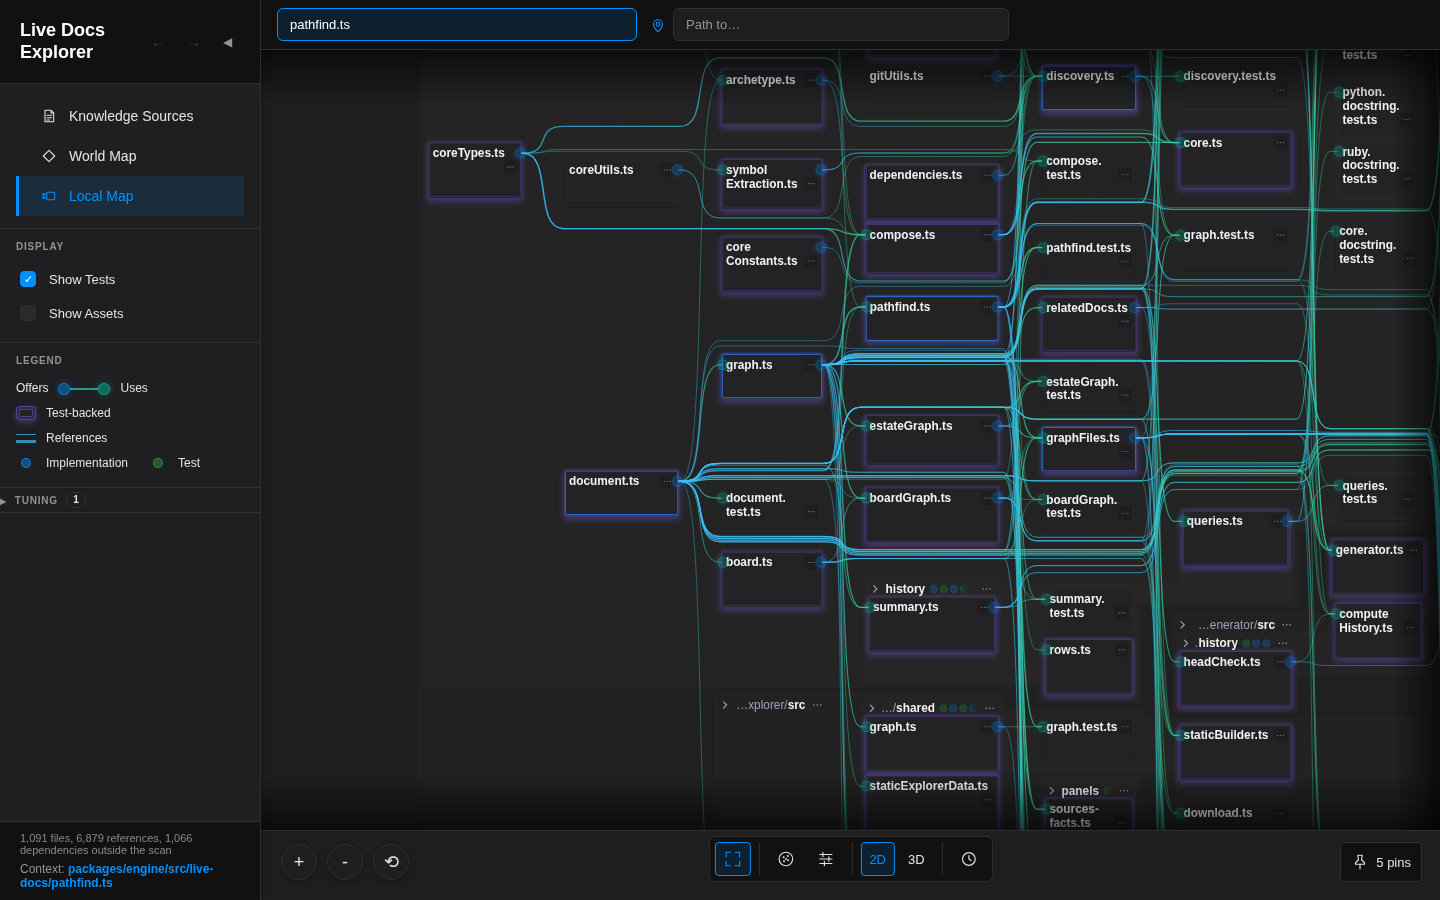 Live Docs
Explorer
Knowledge Sources
World Map
Local Map
DISPLAY
Show Tests
Show Assets
LEGEND
Offers
Uses
Test-backed
References
Implementation
Test
TUNING
1
1,091 files, 6,879 references, 1,066
dependencies outside the scan
Context: packages/engine/src/live-
docs/pathfind.ts
pathfind.ts
Path to…
coreTypes.ts
coreUtils.ts
document.ts
archetype.ts
symbol
Extraction.ts
core
Constants.ts
graph.ts
document.
test.ts
board.ts
…xplorer/src
gitUtils.ts
dependencies.ts
compose.ts
pathfind.ts
estateGraph.ts
boardGraph.ts
history
summary.ts
…/shared
graph.ts
staticExplorerData.ts
discovery.ts
compose.
test.ts
pathfind.test.ts
relatedDocs.ts
estateGraph.
test.ts
graphFiles.ts
boardGraph.
test.ts
summary.
test.ts
rows.ts
graph.test.ts
panels
sources-
facts.ts
discovery.test.ts
core.ts
graph.test.ts
queries.ts
…enerator/src
history
headCheck.ts
staticBuilder.ts
download.ts
test.ts
python.
docstring.
test.ts
ruby.
docstring.
test.ts
core.
docstring.
test.ts
queries.
test.ts
generator.ts
compute
History.ts
+
-
2D
3D
5 pins